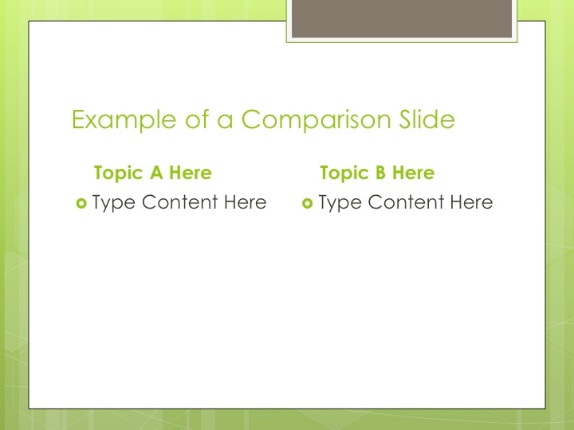 Example of a Comparison Slide
Topic A Here
Type Content Here
Topic B Here
Type Content Here